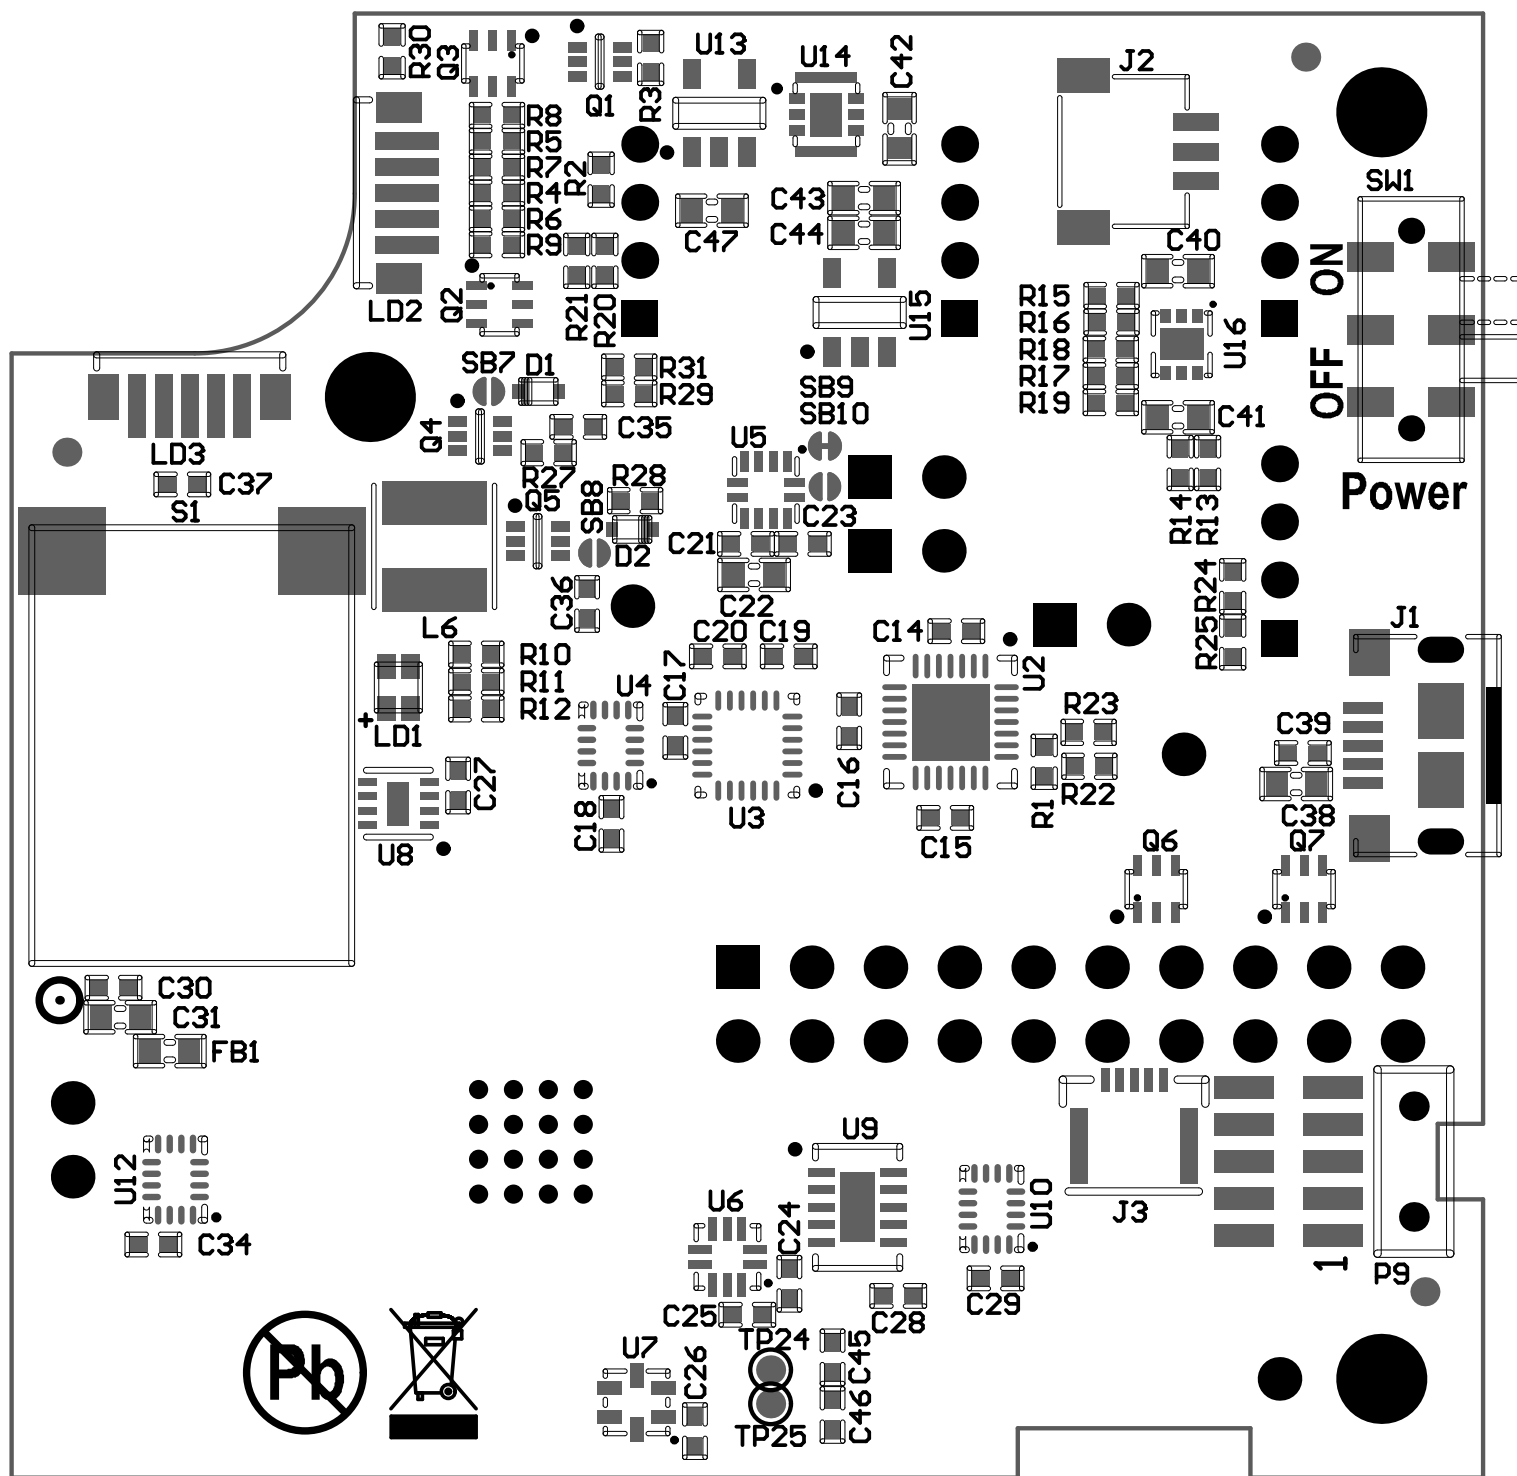 R30
Q3
Q1
R3
U13
U14
C42
J2
R8
R5
R7
R4
R6
R9
R2
C47
C43
C44
SW1
C40
ON
OFF
Power
LD2
Q2
R21
R20
U15
R15
R16
R18
R17
R19
U16
C41
SB7
D1
R31
R29
SB9
SB10
LD3
Q4
C35
U5
C37
S1
R27
Q5
R28
SB8
D2
C23
C21
R14
R13
C22
C36
R24
R25
J1
L6
C20
C19
C14
U2
R10
R11
R12
U4
C17
+
LD1
R23
C39
C27
C18
U3
C16
R1
R22
C38
U8
C15
Q6
Q7
C30
C31
FB1
U9
U12
U6
C24
U10
J3
C34
1
P9
C25
C28
C29
TP24
U7
C26
C45
C46
TP25
Pb